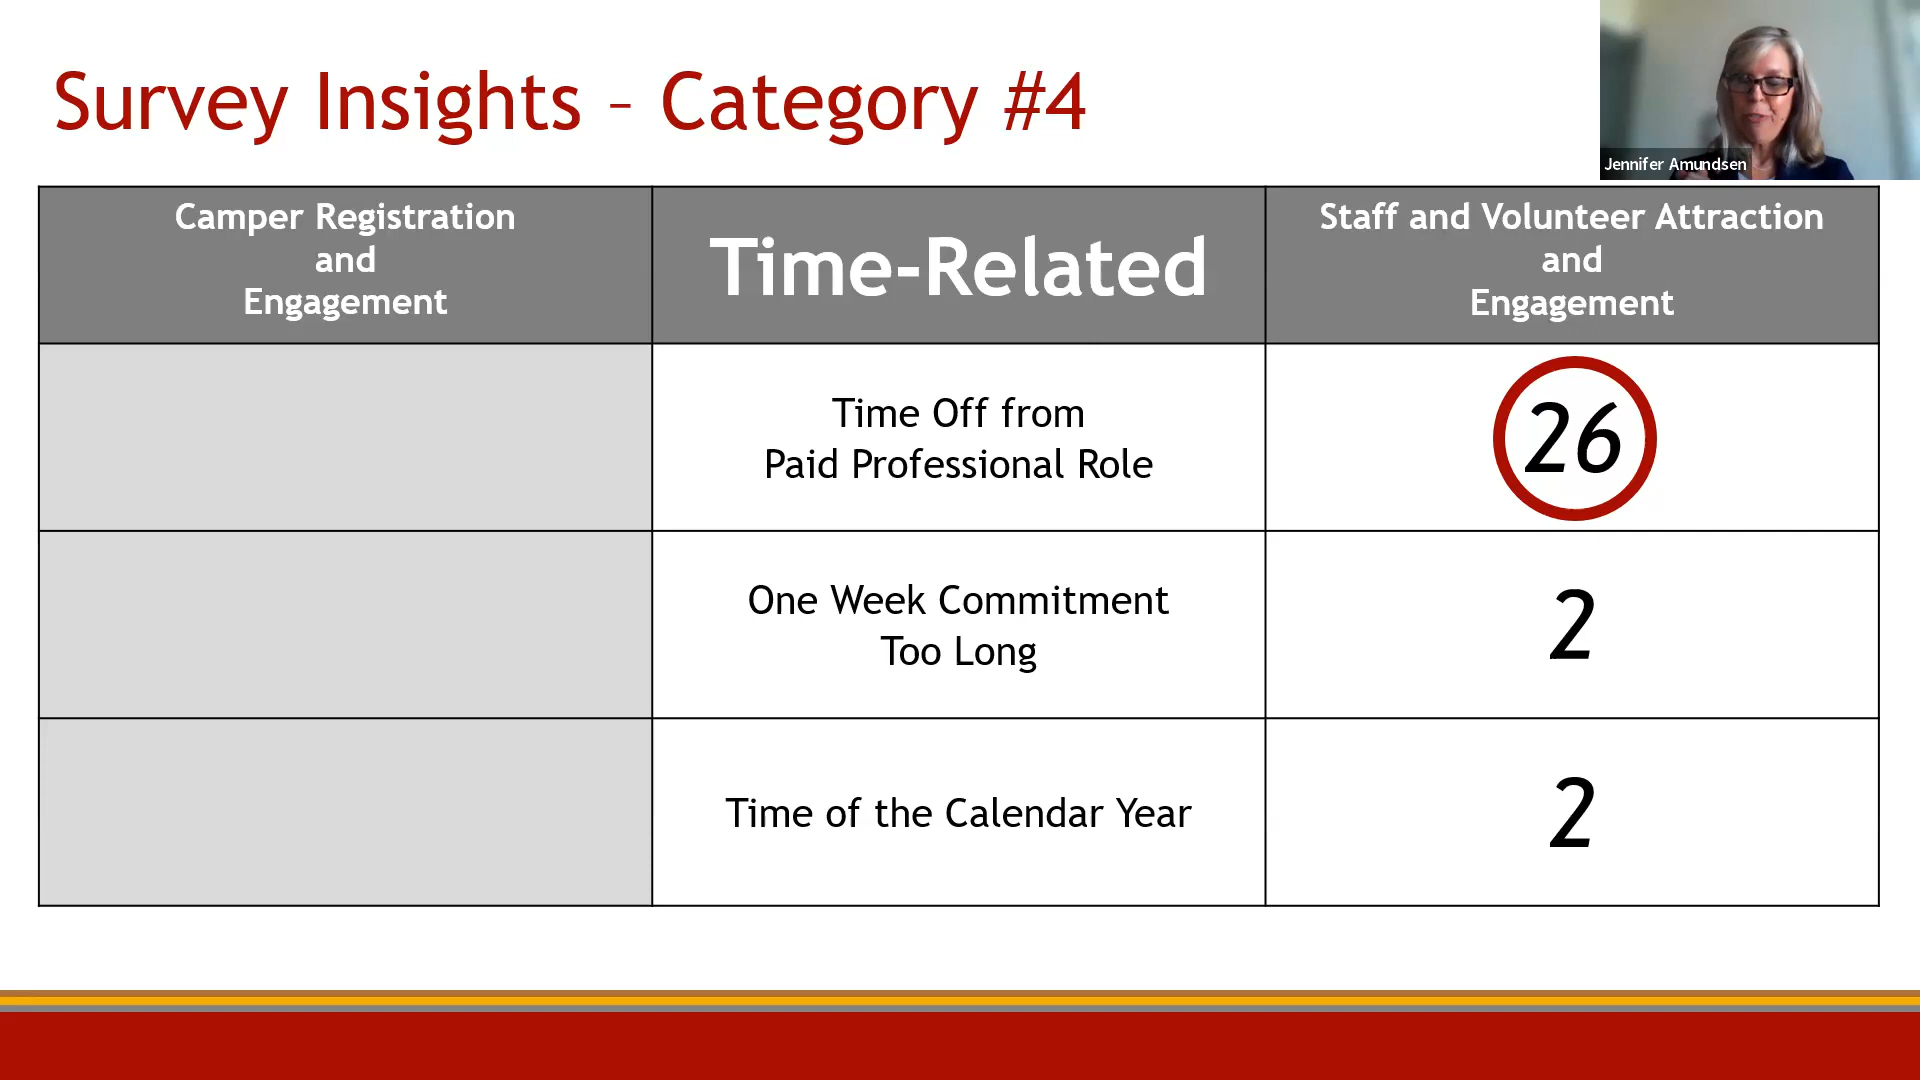 Survey Insights – Category #4
Jennifer Amundsen
Camper Registration
and
Engagement
Time-Related
Staff and Volunteer Attraction
and
Engagement
Time Off from
Paid Professional Role
26
One Week Commitment
Too Long
2
Time of the Calendar Year
2